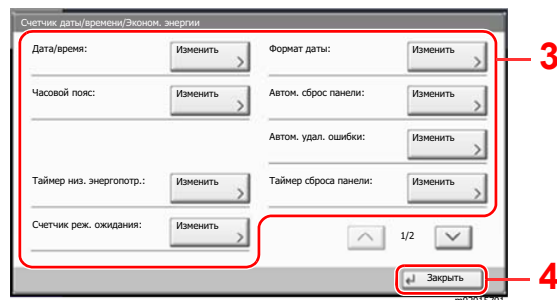 Счетчик даты/времени/Эконом. энергии
Дата/время:
Изменить
Формат даты:
Изменить
3
Часовой пояс:
Изменить
Автом. сброс панели:
Изменить
Автом. удал. ошибки:
Изменить
Таймер низ. энергопотр.:
Изменить
Таймер сброса панели:
Изменить
Счетчик реж. ожидания:
Изменить
1/2
Закрыть
4